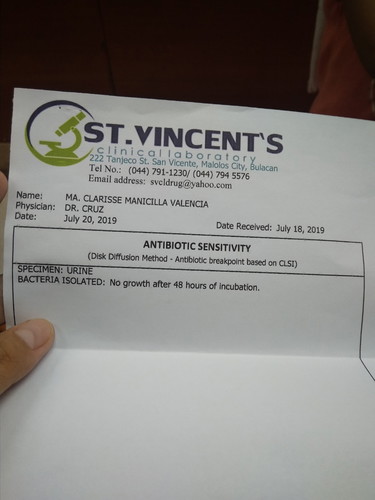 ST.VINCENT'S
clinical laboratory
222 Tanjeco St. San Vicente, Malolos City, Bulacan
Tel No.: (044) 791-1230/ (044) 794 5576
Email address: svcldrug@yahoo.com
Name: MA. CLARISSE MANICILLA VALENCIA
Physician: DR. CRUZ
Date: July 20, 2019 Date Received: July 18, 2019
ANTIBIOTIC SENSITIVITY
(Disk Diffusion Method - Antibiotic breakpoint based on CLSI)
SPECIMEN: URINE
BACTERIA ISOLATED: No growth after 48 hours of incubation.